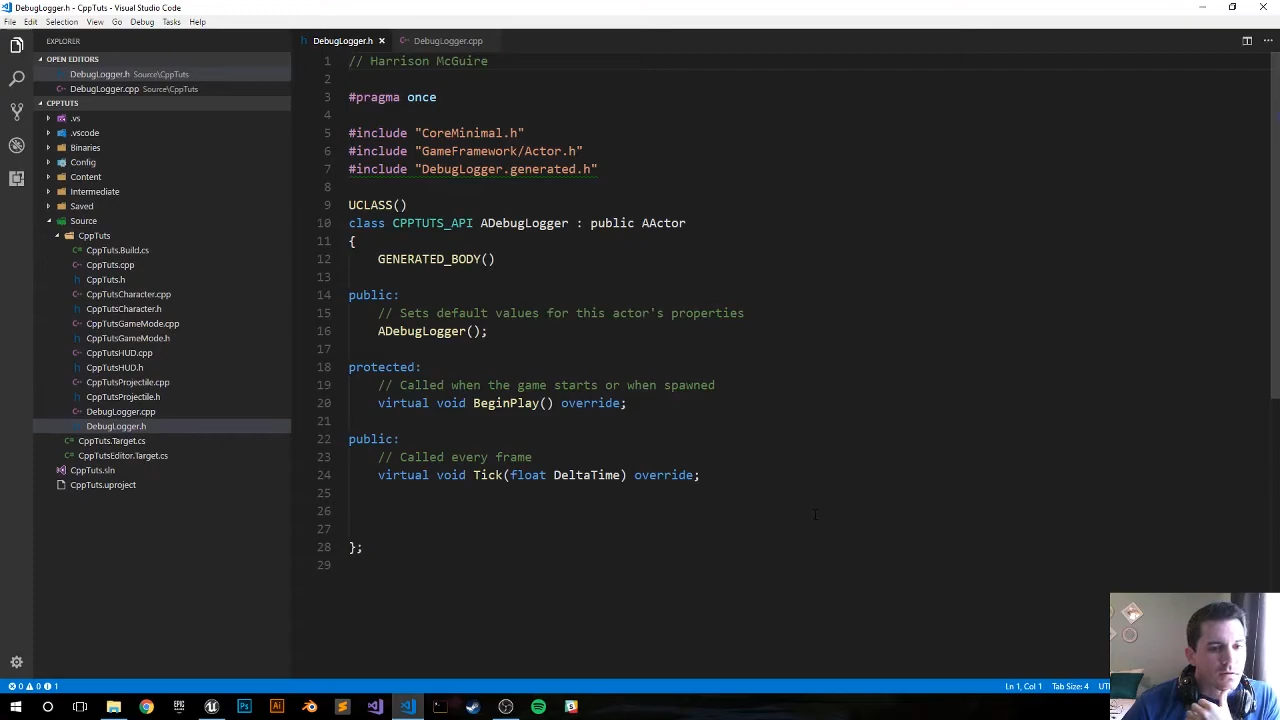 DebugLogger.h - CppTuts - Visual Studio Code
File Edit Selection View Go Debug Tasks Help
EXPLORER
OPEN EDITORS
DebugLogger.h Source\CppTuts
DebugLogger.cpp Source\CppTuts
CPPTUTS
.vs
.vscode
Binaries
Config
Content
Intermediate
Saved
Source
CppTuts
CppTuts.Build.cs
CppTuts.cpp
CppTuts.h
CppTutsCharacter.cpp
CppTutsCharacter.h
CppTutsGameMode.cpp
CppTutsGameMode.h
CppTutsHUD.cpp
CppTutsHUD.h
CppTutsProjectile.cpp
CppTutsProjectile.h
DebugLogger.cpp
DebugLogger.h
CppTuts.Target.cs
CppTutsEditor.Target.cs
CppTuts.sln
CppTuts.uproject
DebugLogger.h DebugLogger.cpp
1 // Harrison McGuire
2
3 #pragma once
4
5 #include "CoreMinimal.h"
6 #include "GameFramework/Actor.h"
7 #include "DebugLogger.generated.h"
8
9 UCLASS()
10 class CPPTUTS_API ADebugLogger : public AActor
11 {
12 GENERATED_BODY()
13
14 public:
15 // Sets default values for this actor's properties
16 ADebugLogger();
17
18 protected:
19 // Called when the game starts or when spawned
20 virtual void BeginPlay() override;
21
22 public:
23 // Called every frame
24 virtual void Tick(float DeltaTime) override;
25
26
27
28 };
29
0 0 1
Ln 1, Col 1 Tab Size: 4
EPIC
Ps
Ai